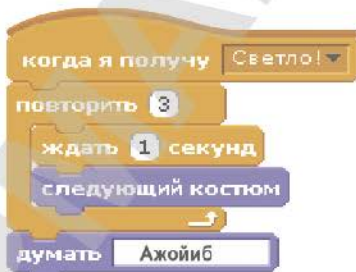 когда я получу Светло!
повторить 3
ждать 1 секунд
следующий костюм
думать Ажойиб